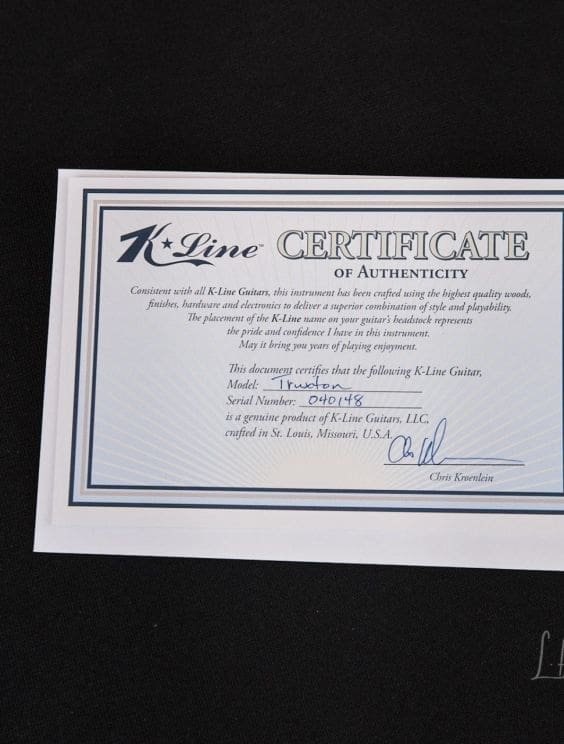 K★Line™ CERTIFICATE
OF AUTHENTICITY
Consistent with all K-Line Guitars, this instrument has been crafted using the highest quality woods,
finishes, hardware and electronics to deliver a superior combination of style and playability.
The placement of the K-Line name on your guitar's headstock represents
the pride and confidence I have in this instrument.
May it bring you years of playing enjoyment.
This document certifies that the following K-Line Guitar,
Model: Truxton
Serial Number: 040148
is a genuine product of K-Line Guitars, LLC,
crafted in St. Louis, Missouri, U.S.A.
Chris Kroenlein